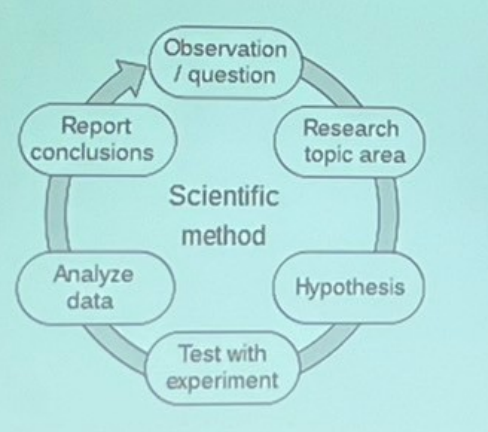 Observation
/ question
Research
topic area
Hypothesis
Test with
experiment
Analyze
data
Report
conclusions
Scientific
method